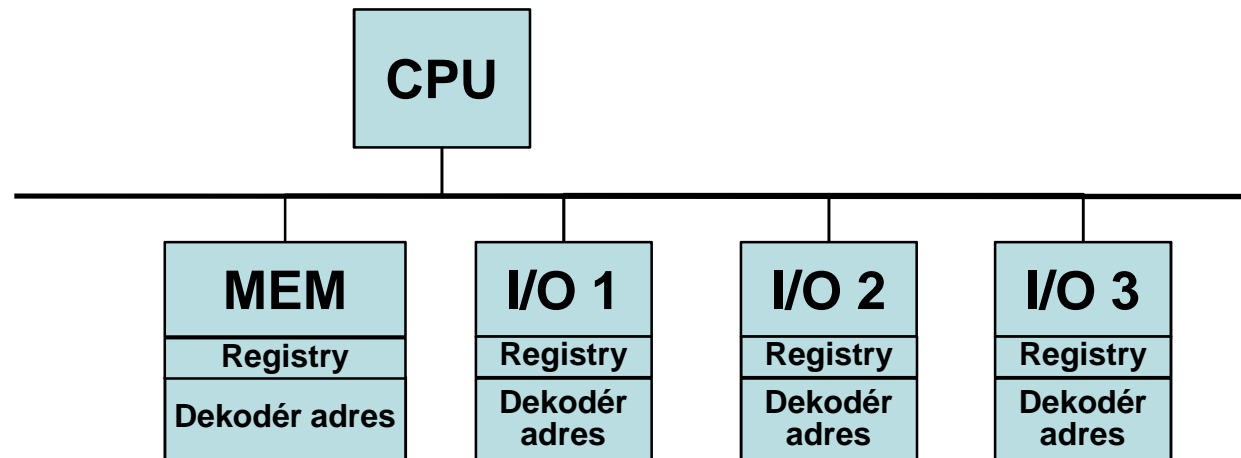 CPU
MEM
Registry
Dekodér adres
I/O 1
Registry
Dekodér
adres
I/O 2
Registry
Dekodér
adres
I/O 3
Registry
Dekodér
adres